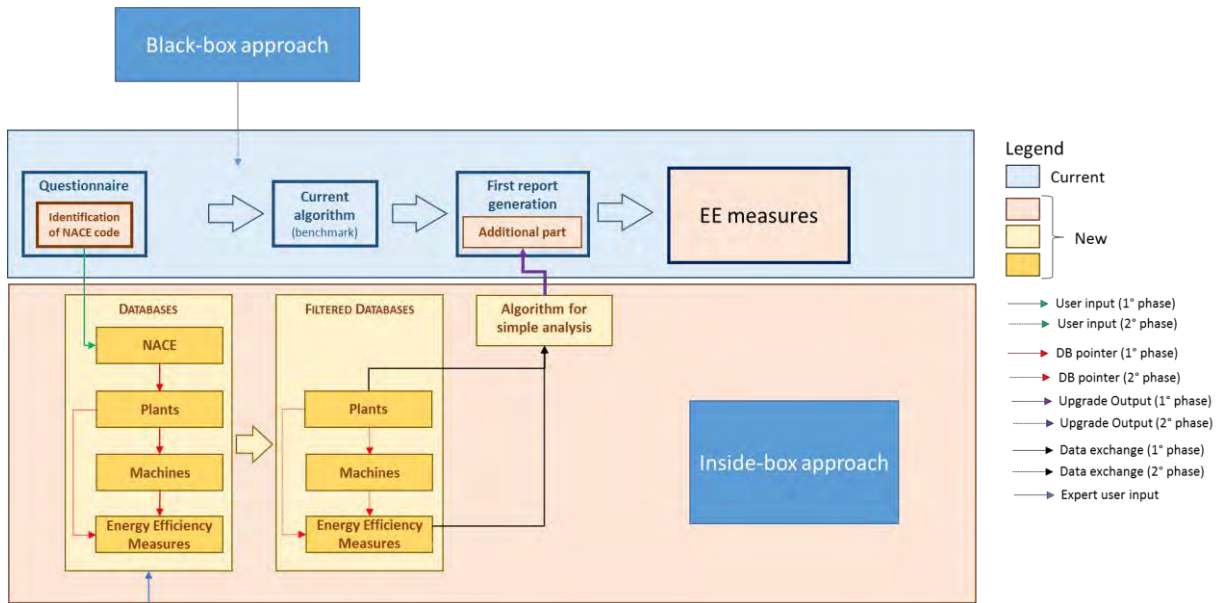 Black-box approach
Questionnaire
Identification
of NACE code
Current
algorithm
(benchmark)
First report
generation
Additional part
EE measures
DATABASES
NACE
Plants
Machines
Energy Efficiency
Measures
FILTERED DATABASES
Plants
Machines
Energy Efficiency
Measures
Algorithm for
simple analysis
Inside-box approach
Legend
Current
New
User input (1° phase)
User input (2° phase)
DB pointer (1° phase)
DB pointer (2° phase)
Upgrade Output (1° phase)
Upgrade Output (2° phase)
Data exchange (1° phase)
Data exchange (2° phase)
Expert user input